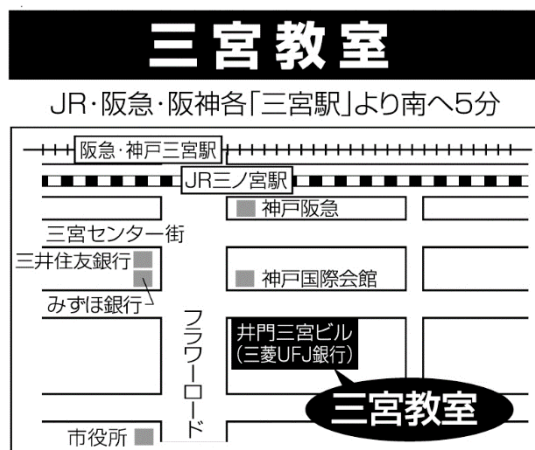 三宮教室
JR・阪急・阪神各「三宮駅」より南へ5分
阪急・神戸三宮駅
JR三ノ宮駅
神戸阪急
三宮センター街
三井住友銀行
神戸国際会館
みずほ銀行
フラワーロード
井門三宮ビル
(三菱UFJ銀行)
三宮教室
市役所